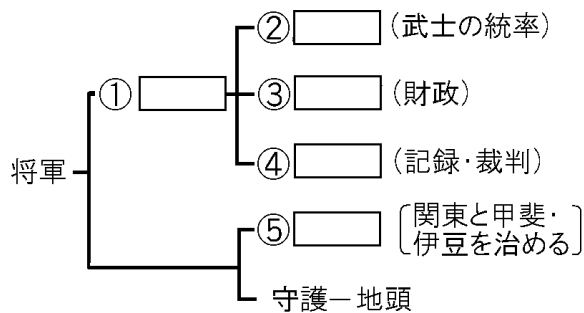 ② (武士の統率)
① ③ (財政)
④ (記録・裁判)
将軍
⑤ 〔関東と甲斐・
伊豆を治める〕
守護－地頭